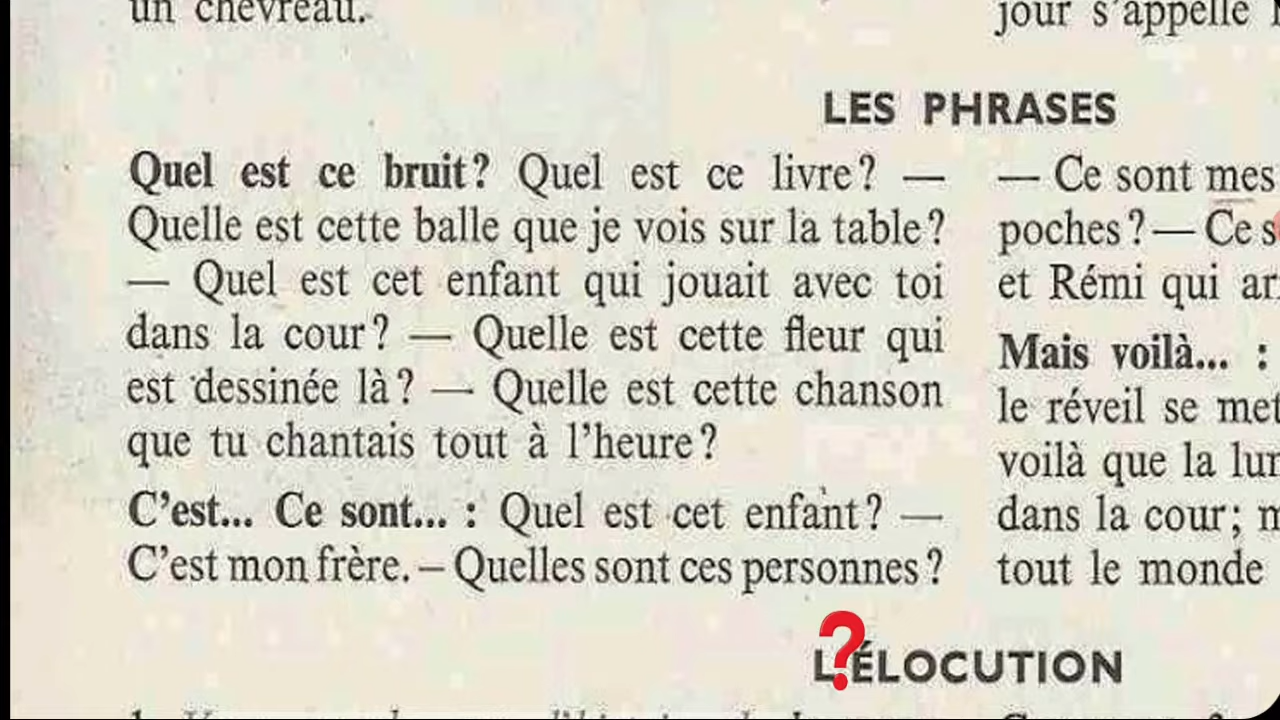 un chevreau.
jour s'appelle
LES PHRASES
Quel est ce bruit? Quel est ce livre? —
Quelle est cette balle que je vois sur la table?
— Quel est cet enfant qui jouait avec toi
dans la cour? — Quelle est cette fleur qui
est dessinée là? — Quelle est cette chanson
que tu chantais tout à l'heure?
C'est... Ce sont... : Quel est cet enfant? —
C'est mon frère. – Quelles sont ces personnes?
— Ce sont mes
poches? — Ce s
et Rémi qui ar
Mais voilà... :
le réveil se met
voilà que la lun
dans la cour; m
tout le monde
L'ÉLOCUTION